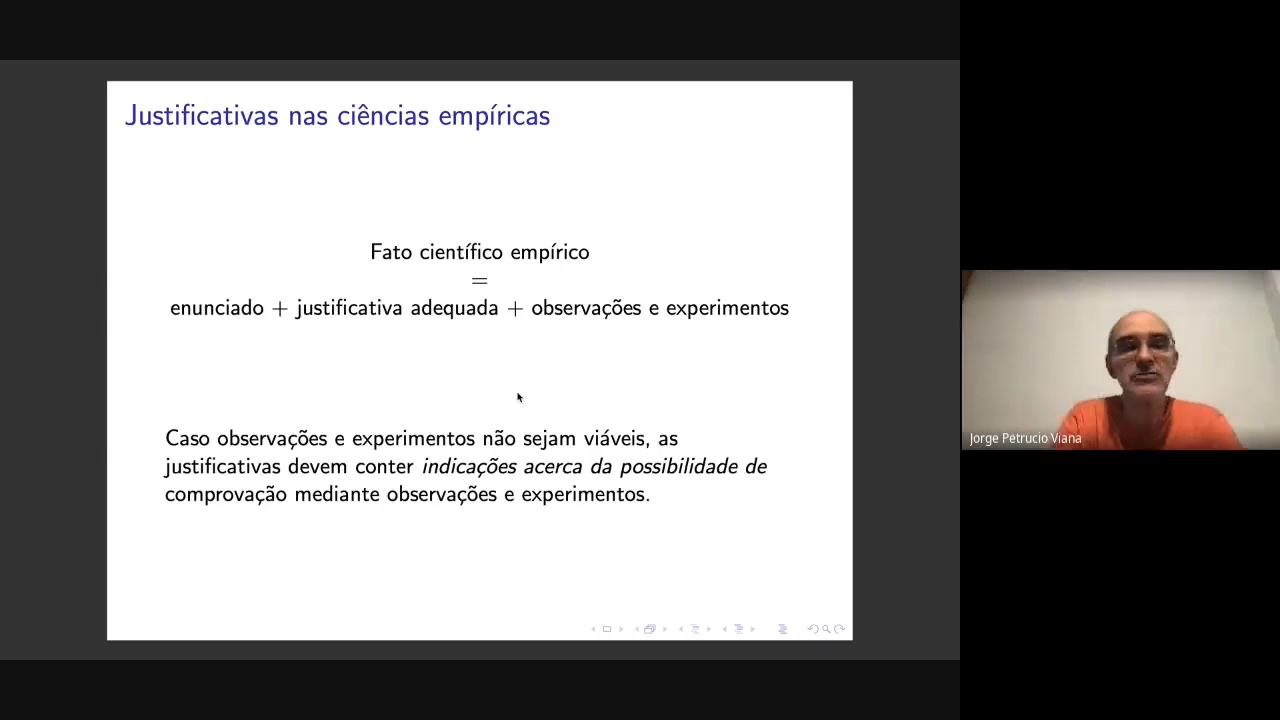 Justificativas nas ciências empíricas
Fato científico empírico
=
enunciado + justificativa adequada + observações e experimentos
Caso observações e experimentos não sejam viáveis, as
justificativas devem conter indicações acerca da possibilidade de
comprovação mediante observações e experimentos.
Jorge Petrucio Viana